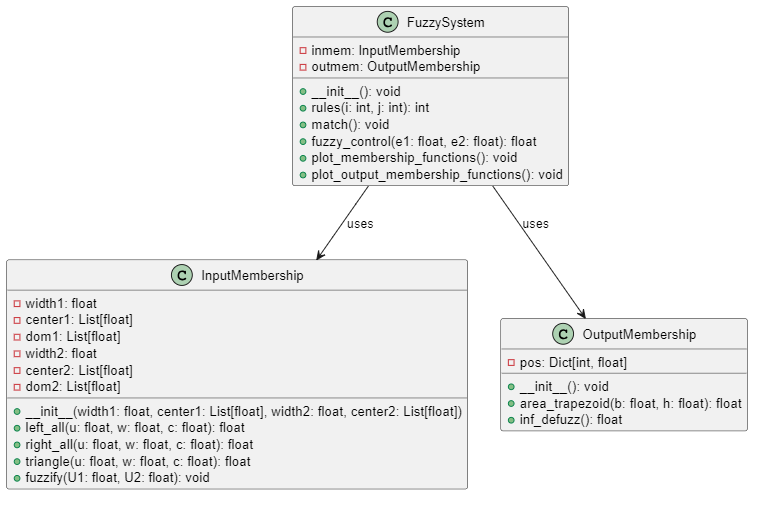 C FuzzySystem
inmem: InputMembership
outmem: OutputMembership
__init__(): void
rules(i: int, j: int): int
match(): void
fuzzy_control(e1: float, e2: float): float
plot_membership_functions(): void
plot_output_membership_functions(): void
uses
uses
C InputMembership
width1: float
center1: List[float]
dom1: List[float]
width2: float
center2: List[float]
dom2: List[float]
__init__(width1: float, center1: List[float], width2: float, center2: List[float])
left_all(u: float, w: float, c: float): float
right_all(u: float, w: float, c: float): float
triangle(u: float, w: float, c: float): float
fuzzify(U1: float, U2: float): void
C OutputMembership
pos: Dict[int, float]
__init__(): void
area_trapezoid(b: float, h: float): float
inf_defuzz(): float